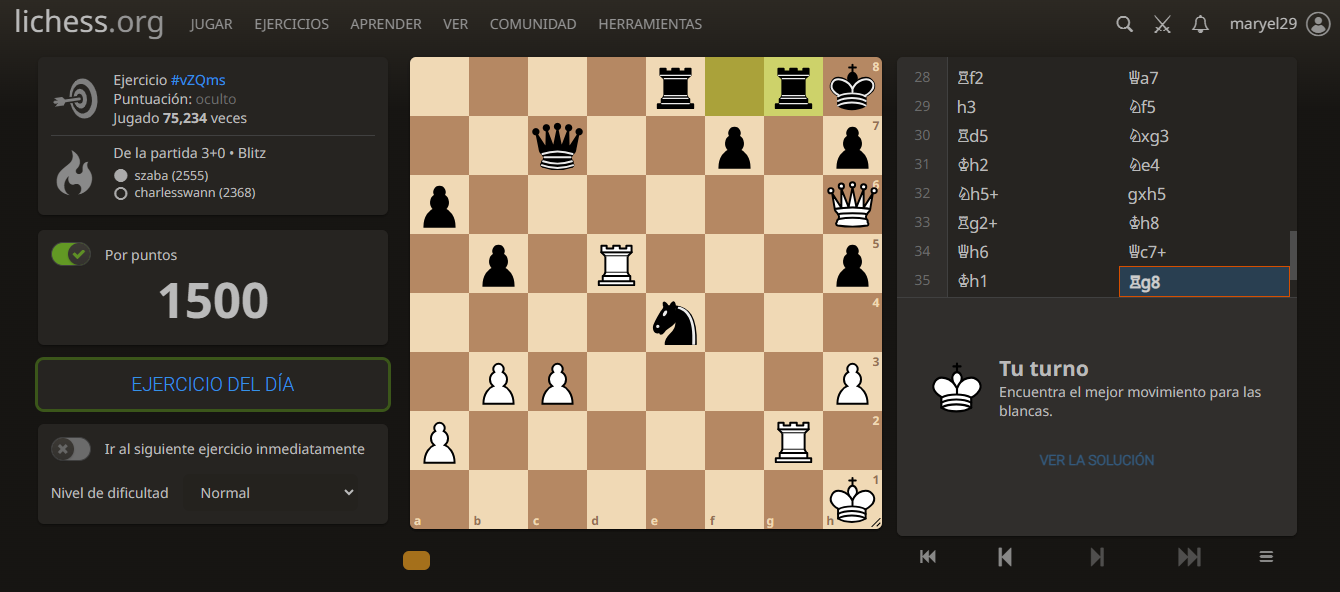 lichess.org JUGAR EJERCICIOS APRENDER VER COMUNIDAD HERRAMIENTAS maryel29
Ejercicio #vZQms
Puntuación: oculto
Jugado 75,234 veces
De la partida 3+0 • Blitz
szaba (2555)
charlesswann (2368)
Por puntos
1500
EJERCICIO DEL DÍA
Ir al siguiente ejercicio inmediatamente
Nivel de dificultad Normal
8
7
6
5
4
3
2
1
a b c d e f g h
28 ♖f2 ♕a7
29 h3 ♘f5
30 ♖d5 ♘xg3
31 ♔h2 ♘e4
32 ♘h5+ gxh5
33 ♖g2+ ♔h8
34 ♕h6 ♕c7+
35 ♔h1 ♖g8
Tu turno
Encuentra el mejor movimiento para las
blancas.
VER LA SOLUCIÓN